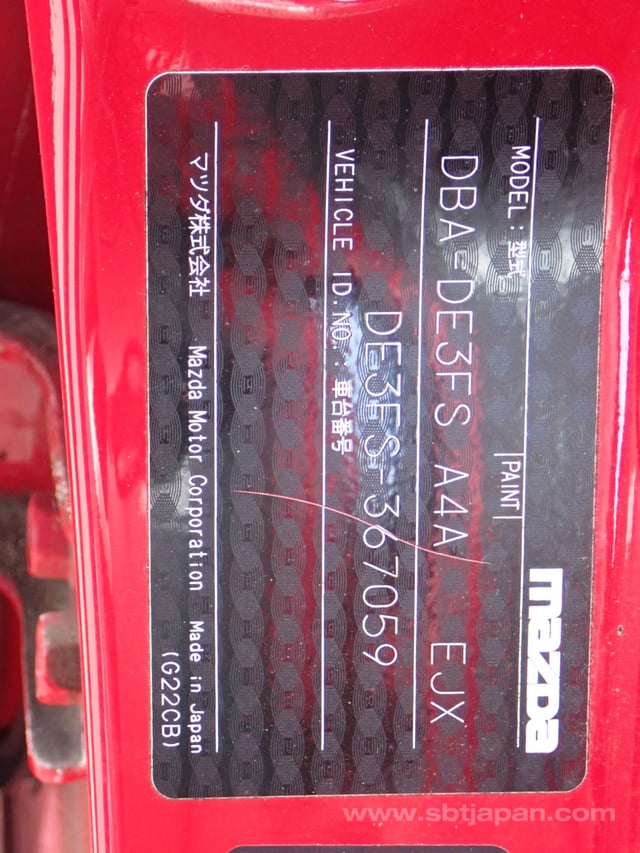 mazda
MODEL:型式 PAINT
DBA-DE3FS A4A EJX
VEHICLE ID.NO.:車台番号
DE3FS-367059
マツダ株式会社 Mazda Motor Corporation Made in Japan
(G22CB)
www.sbtjapan.com